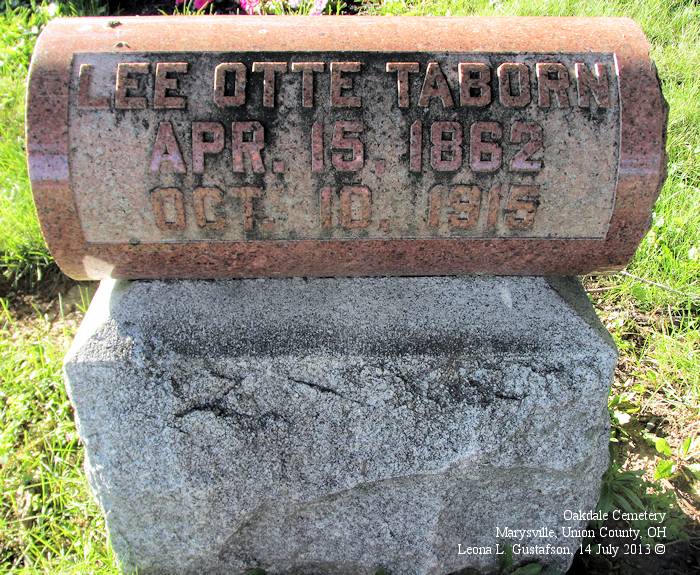 LEE OTTE TABORN
APR. 15, 1862
OCT. 10, 1915
Oakdale Cemetery
Marysville, Union County, OH
Leona L. Gustafson, 14 July 2013 ©